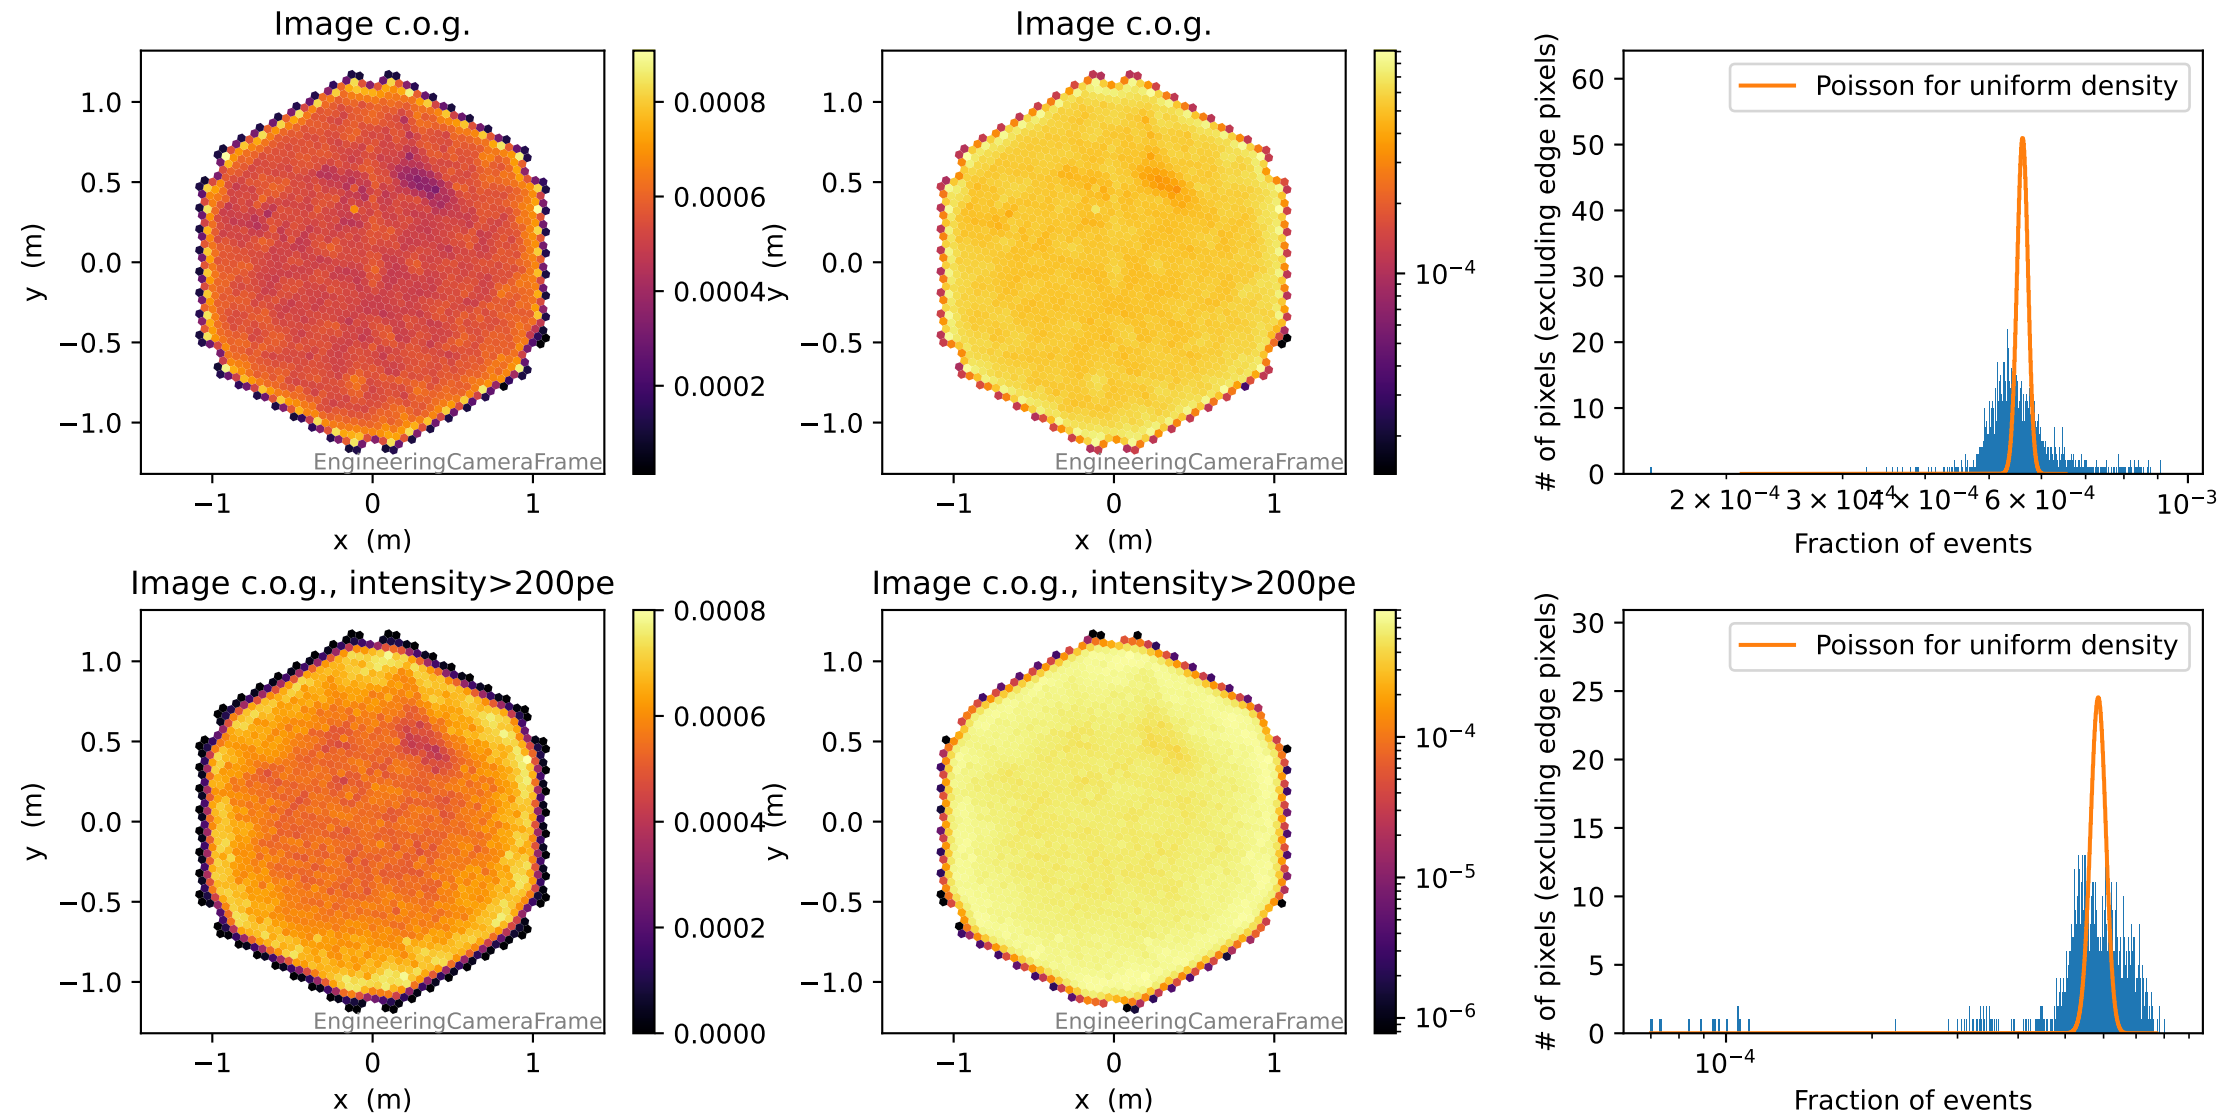 Image c.o.g.
y (m)
1.0
0.5
0.0
−0.5
−1.0
EngineeringCameraFrame
−1 0 1
x (m)
0.0008
0.0006
0.0004
0.0002
Image c.o.g.
y (m)
1.0
0.5
0.0
−0.5
−1.0
EngineeringCameraFrame
−1 0 1
x (m)
10⁻⁴
# of pixels (excluding edge pixels)
60
50
40
30
20
10
0
Poisson for uniform density
2 × 10⁻⁴ 3 × 10⁻⁴ 4 × 10⁻⁴ 6 × 10⁻⁴ 10⁻³
Fraction of events
Image c.o.g., intensity>200pe
y (m)
1.0
0.5
0.0
−0.5
−1.0
EngineeringCameraFrame
−1 0 1
x (m)
0.0008
0.0006
0.0004
0.0002
0.0000
Image c.o.g., intensity>200pe
y (m)
1.0
0.5
0.0
−0.5
−1.0
EngineeringCameraFrame
−1 0 1
x (m)
10⁻⁴
10⁻⁵
10⁻⁶
# of pixels (excluding edge pixels)
30
25
20
15
10
5
0
Poisson for uniform density
10⁻⁴
Fraction of events